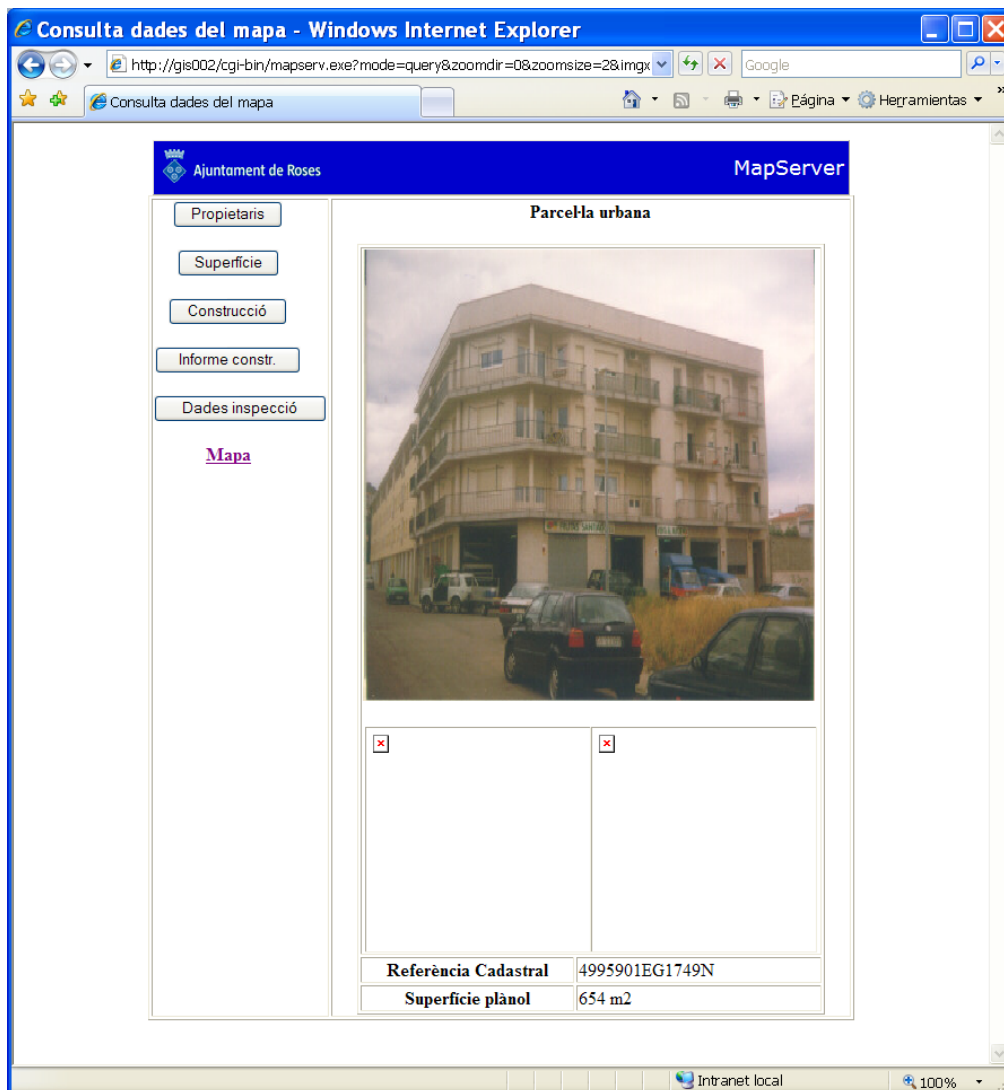 Consulta dades del mapa - Windows Internet Explorer
http://gis002/cgi-bin/mapserv.exe?mode=query&zoomdir=0&zoomsize=2&imgx
Google
Consulta dades del mapa
Página
Herramientas
»
Ajuntament de Roses
MapServer
Propietaris
Superfície
Construcció
Informe constr.
Dades inspecció
Mapa
Parcel·la urbana
Referència Cadastral 4995901EG1749N
Superfície plànol 654 m2
Intranet local
100%